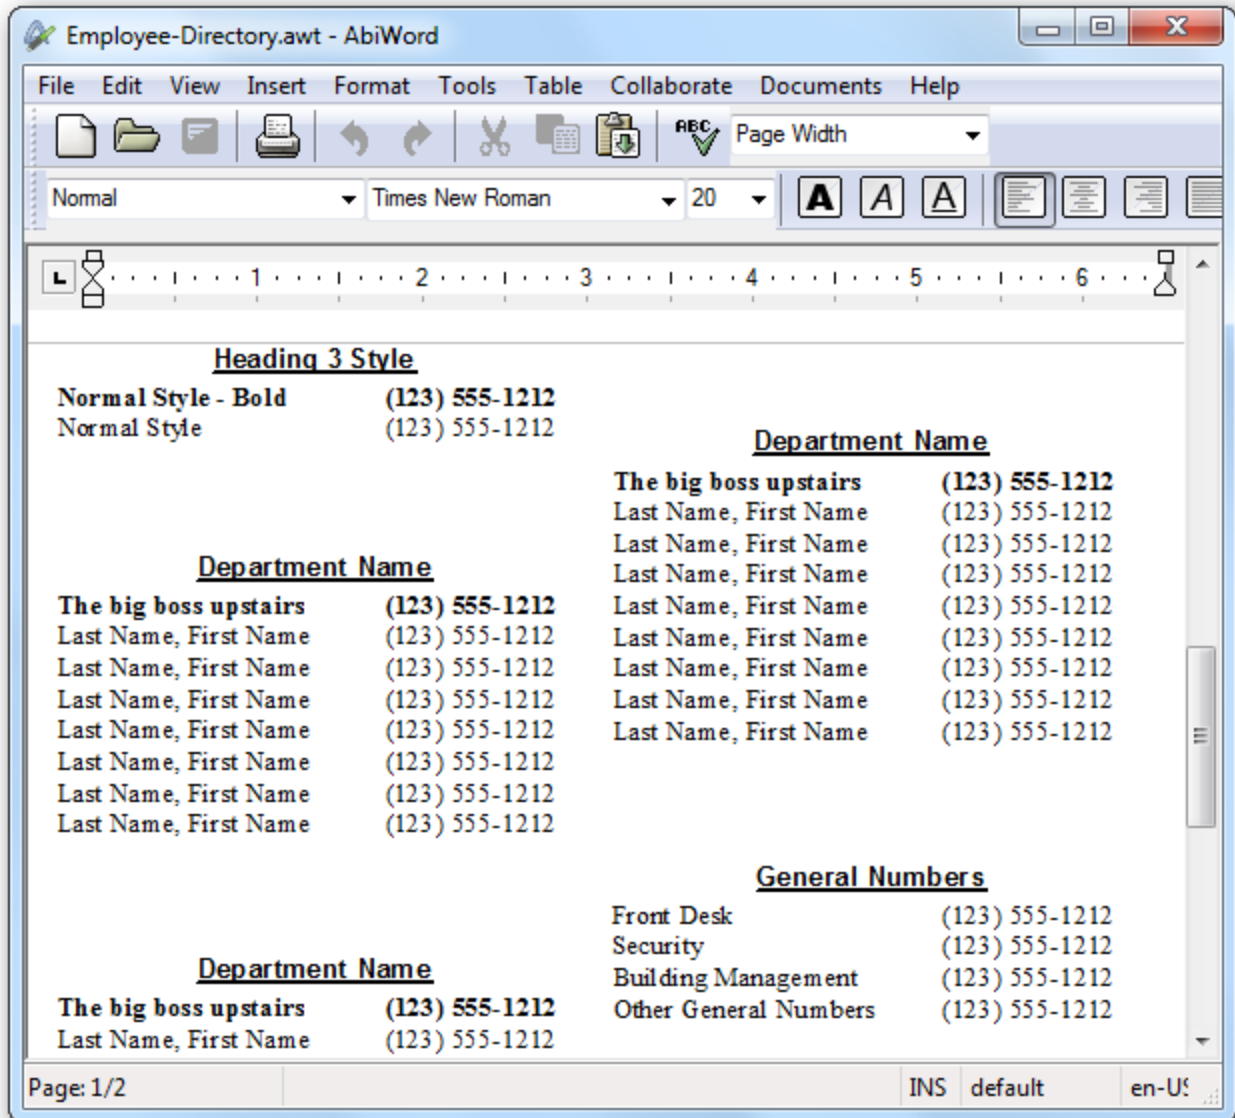 Employee-Directory.awt - AbiWord
File Edit View Insert Format Tools Table Collaborate Documents Help
ABC Page Width
Normal Times New Roman 20 A A A
L 1 2 3 4 5 6
Heading 3 Style
Normal Style - Bold (123) 555-1212
Normal Style (123) 555-1212
Department Name
The big boss upstairs (123) 555-1212
Last Name, First Name (123) 555-1212
Last Name, First Name (123) 555-1212
Last Name, First Name (123) 555-1212
Last Name, First Name (123) 555-1212
Last Name, First Name (123) 555-1212
Last Name, First Name (123) 555-1212
Last Name, First Name (123) 555-1212
Department Name
The big boss upstairs (123) 555-1212
Last Name, First Name (123) 555-1212
Department Name
The big boss upstairs (123) 555-1212
Last Name, First Name (123) 555-1212
Last Name, First Name (123) 555-1212
Last Name, First Name (123) 555-1212
Last Name, First Name (123) 555-1212
Last Name, First Name (123) 555-1212
Last Name, First Name (123) 555-1212
Last Name, First Name (123) 555-1212
Last Name, First Name (123) 555-1212
General Numbers
Front Desk (123) 555-1212
Security (123) 555-1212
Building Management (123) 555-1212
Other General Numbers (123) 555-1212
Page: 1/2 INS default en-US